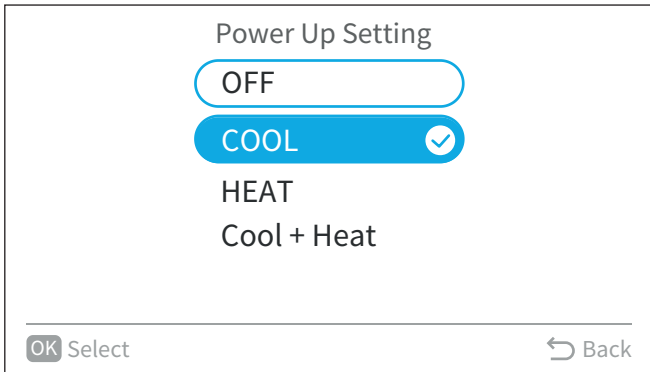 Power Up Setting
OFF
COOL
HEAT
Cool + Heat
OK Select
Back